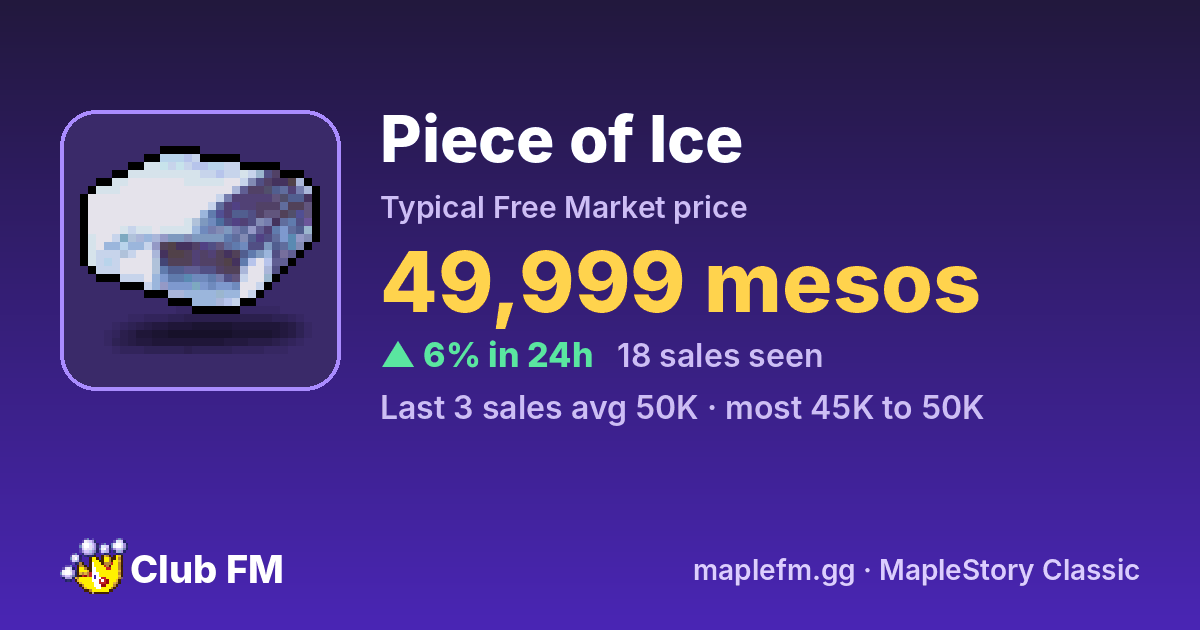 Piece of Ice
Typical Free Market price
49,999 mesos
▲ 6% in 24h 18 sales seen
Last 3 sales avg 50K · most 45K to 50K
Club FM
maplefm.gg · MapleStory Classic